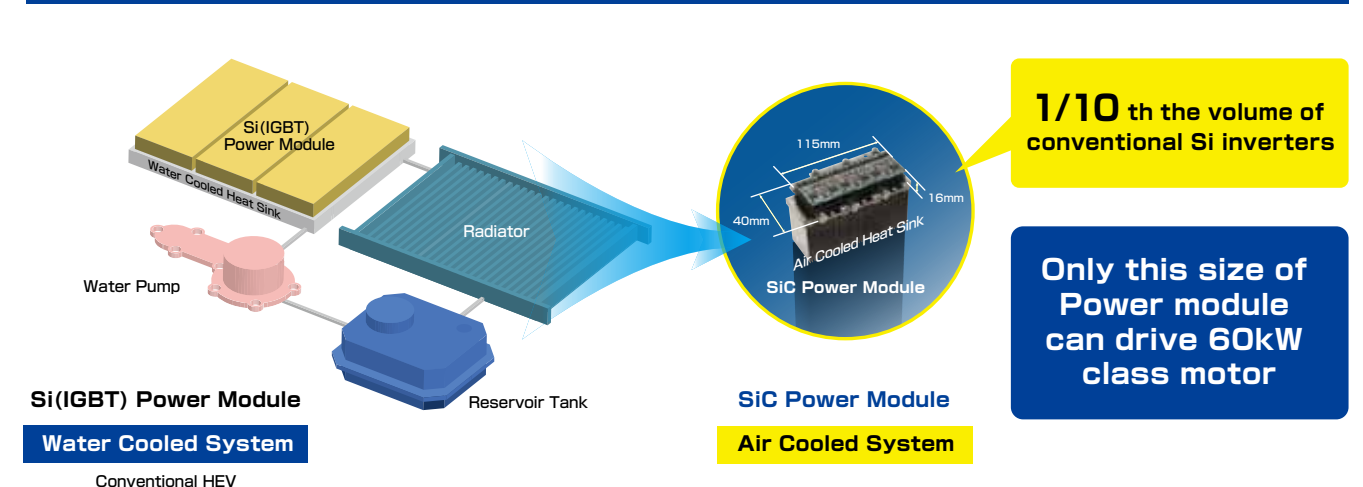 Si(IGBT)
Power Module
Water Cooled Heat Sink
Radiator
Water Pump
Reservoir Tank
Si(IGBT) Power Module
Water Cooled System
Conventional HEV
115mm
16mm
40mm
Air Cooled Heat Sink
SiC Power Module
SiC Power Module
Air Cooled System
1/10 th the volume of
conventional Si inverters
Only this size of
Power module
can drive 60kW
class motor